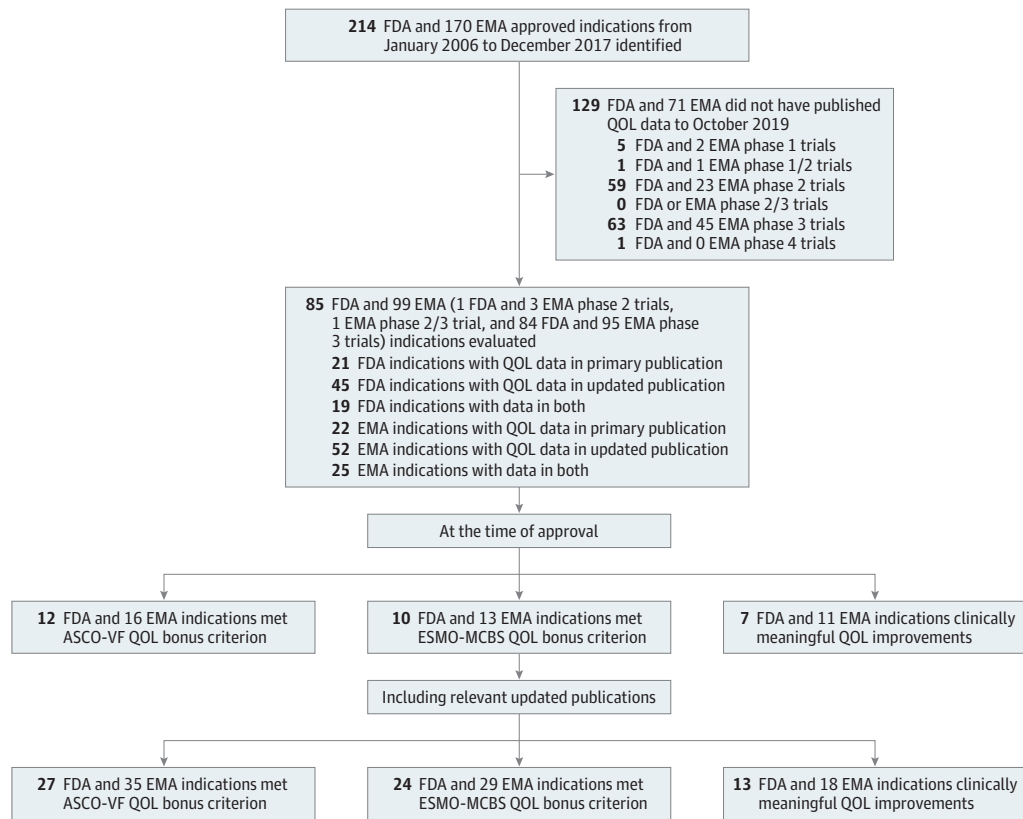 214 FDA and 170 EMA approved indications from
January 2006 to December 2017 identified
129 FDA and 71 EMA did not have published
QOL data to October 2019
5 FDA and 2 EMA phase 1 trials
1 FDA and 1 EMA phase 1/2 trials
59 FDA and 23 EMA phase 2 trials
0 FDA or EMA phase 2/3 trials
63 FDA and 45 EMA phase 3 trials
1 FDA and 0 EMA phase 4 trials
85 FDA and 99 EMA (1 FDA and 3 EMA phase 2 trials,
1 EMA phase 2/3 trial, and 84 FDA and 95 EMA phase
3 trials) indications evaluated
21 FDA indications with QOL data in primary publication
45 FDA indications with QOL data in updated publication
19 FDA indications with data in both
22 EMA indications with QOL data in primary publication
52 EMA indications with QOL data in updated publication
25 EMA indications with data in both
At the time of approval
12 FDA and 16 EMA indications met
ASCO-VF QOL bonus criterion
10 FDA and 13 EMA indications met
ESMO-MCBS QOL bonus criterion
7 FDA and 11 EMA indications clinically
meaningful QOL improvements
Including relevant updated publications
27 FDA and 35 EMA indications met
ASCO-VF QOL bonus criterion
24 FDA and 29 EMA indications met
ESMO-MCBS QOL bonus criterion
13 FDA and 18 EMA indications clinically
meaningful QOL improvements